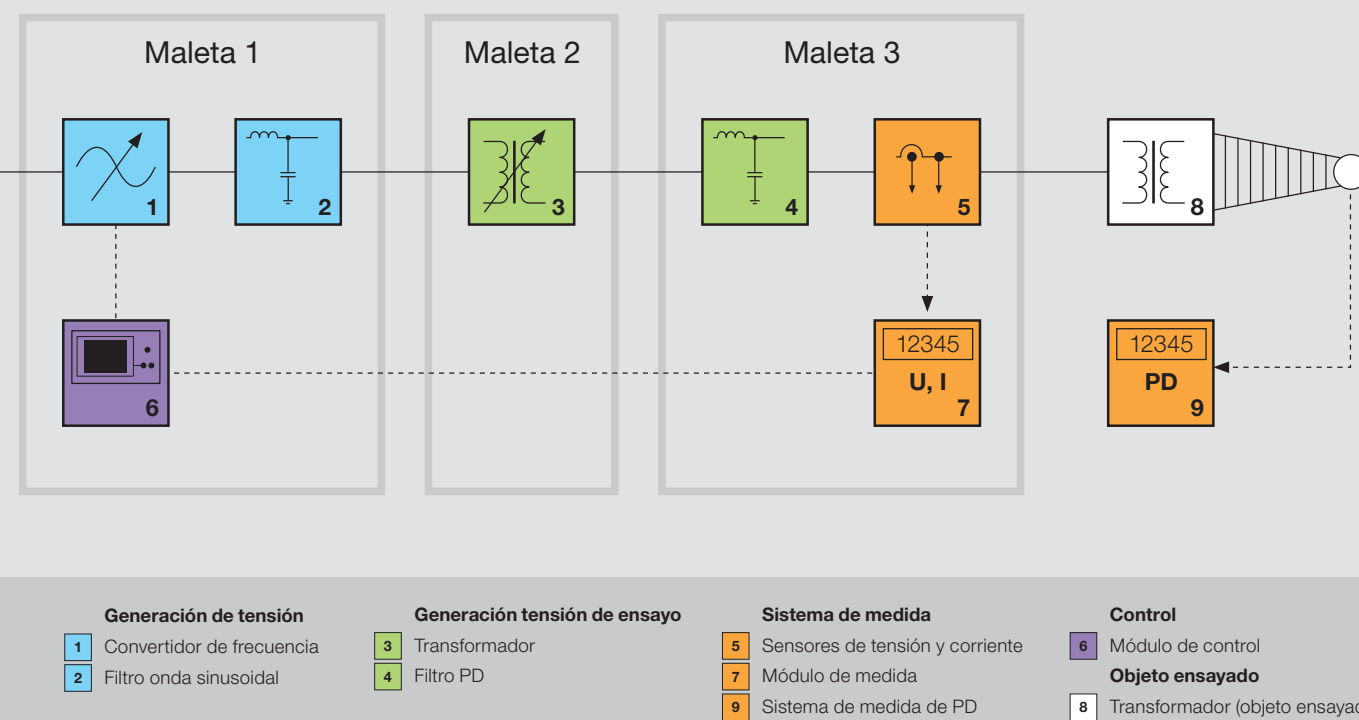 Maleta 1
Maleta 2
Maleta 3
1
2
3
4
5
8
6
12345
U, I
7
12345
PD
9
Generación de tensión
1 Convertidor de frecuencia
2 Filtro onda sinusoidal
Generación tensión de ensayo
3 Transformador
4 Filtro PD
Sistema de medida
5 Sensores de tensión y corriente
7 Módulo de medida
9 Sistema de medida de PD
Control
6 Módulo de control
Objeto ensayado
8 Transformador (objeto ensayad